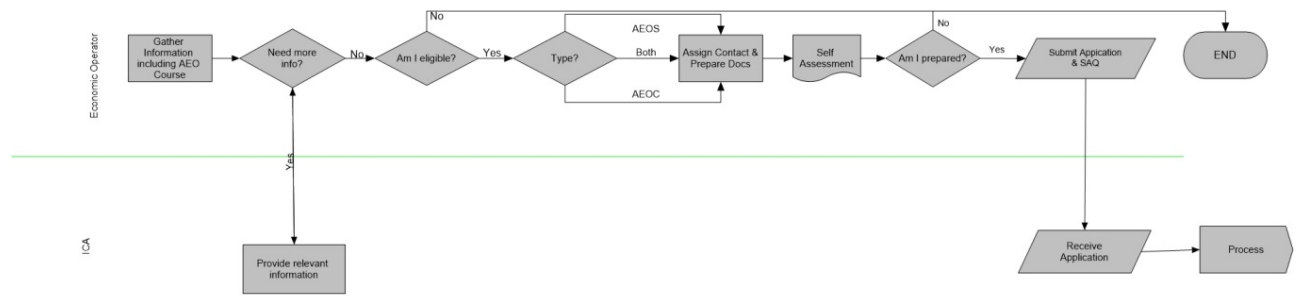 No
No
AEOS
Economic Operator
Gather
Information
including AEO
Course
Need more
info?
No
Am I eligible?
Yes
Type?
Both
Assign Contact &
Prepare Docs
Self
Assessment
Am I prepared?
Yes
Submit Appication
& SAQ
END
AEOC
Yes
ICA
Provide relevant
information
Receive
Application
Process